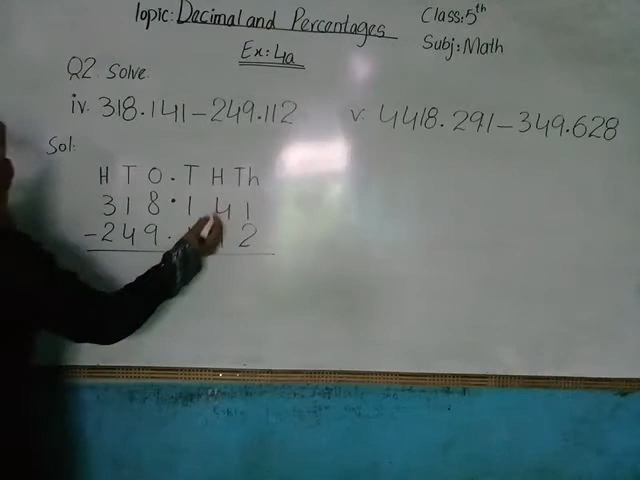 Topic: Decimal and Percentages
Class: 5th
Subj: Math
Ex: 4a
Q2. Solve.
iv. 318.141 - 249.112
v. 4418.291 - 349.628
Sol:
H T O . T H Th
3 1 8 . 1 4 1
- 2 4 9 . 1 2